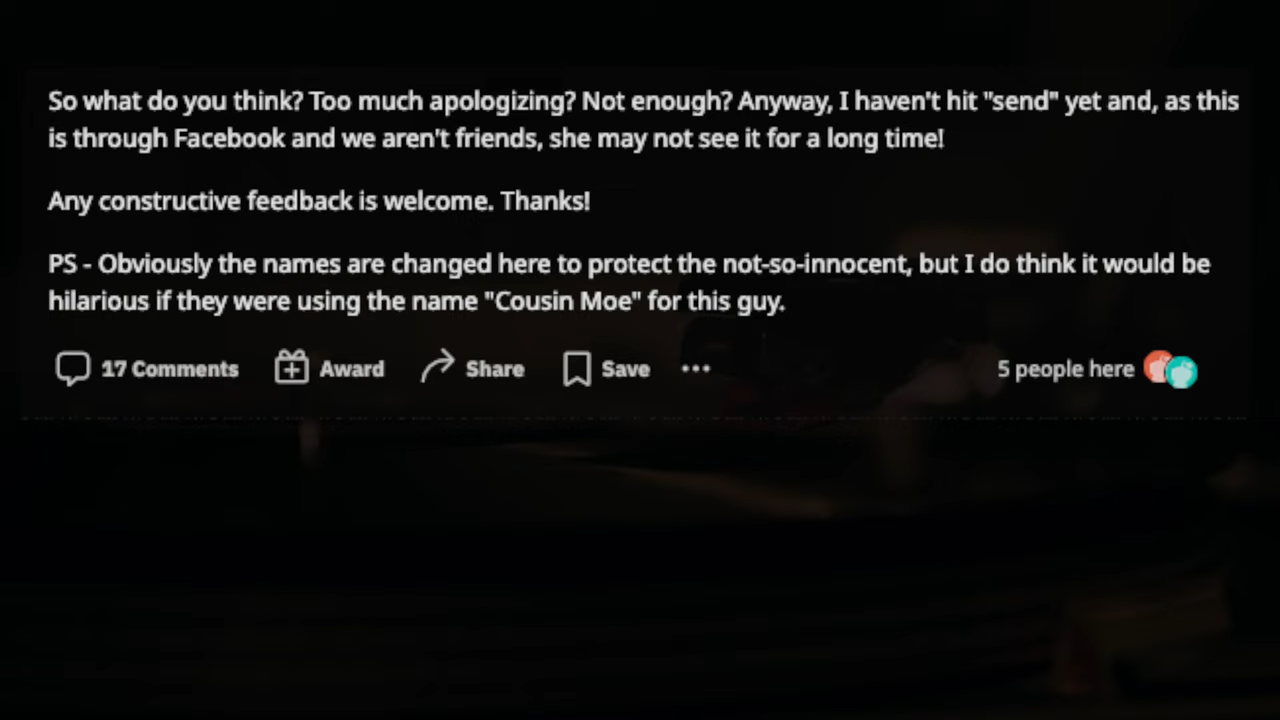 So what do you think? Too much apologizing? Not enough? Anyway, I haven't hit "send" yet and, as this
is through Facebook and we aren't friends, she may not see it for a long time!
Any constructive feedback is welcome. Thanks!
PS - Obviously the names are changed here to protect the not-so-innocent, but I do think it would be
hilarious if they were using the name "Cousin Moe" for this guy.
17 Comments Award Share Save ••• 5 people here